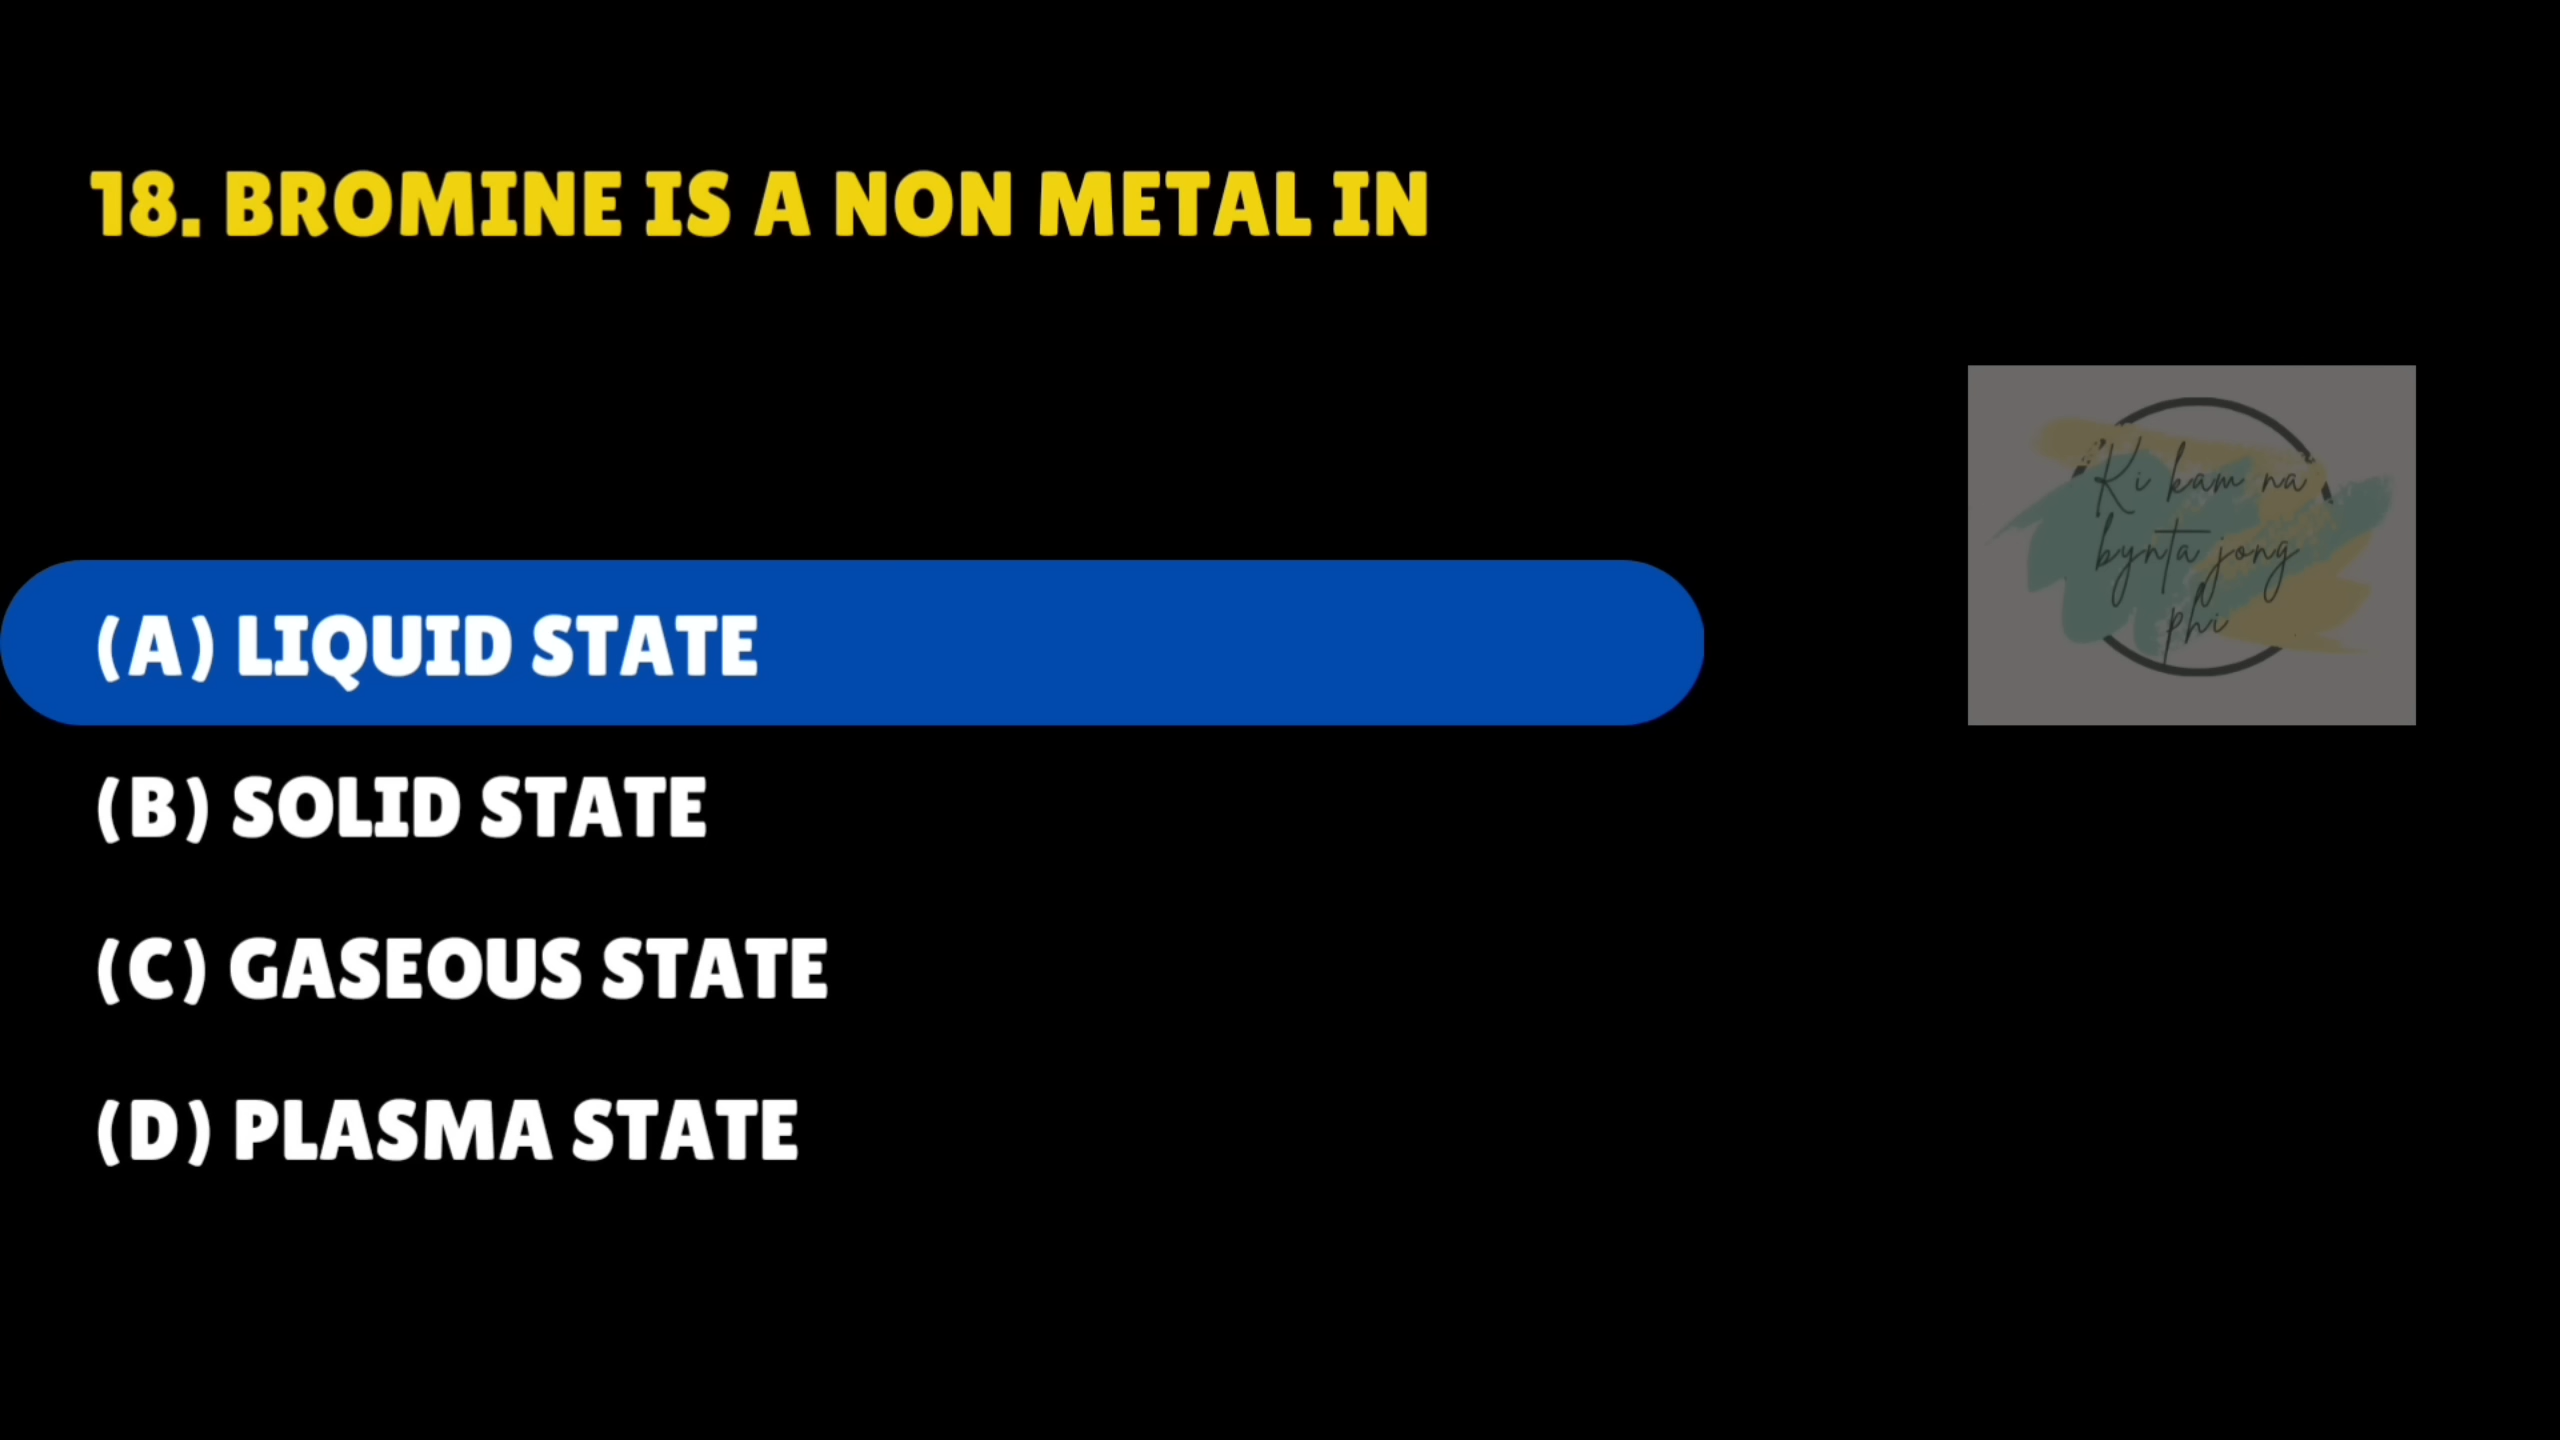 18. BROMINE IS A NON METAL IN
(A) LIQUID STATE
(B) SOLID STATE
(C) GASEOUS STATE
(D) PLASMA STATE
Ki kam na
bynta jong
phi